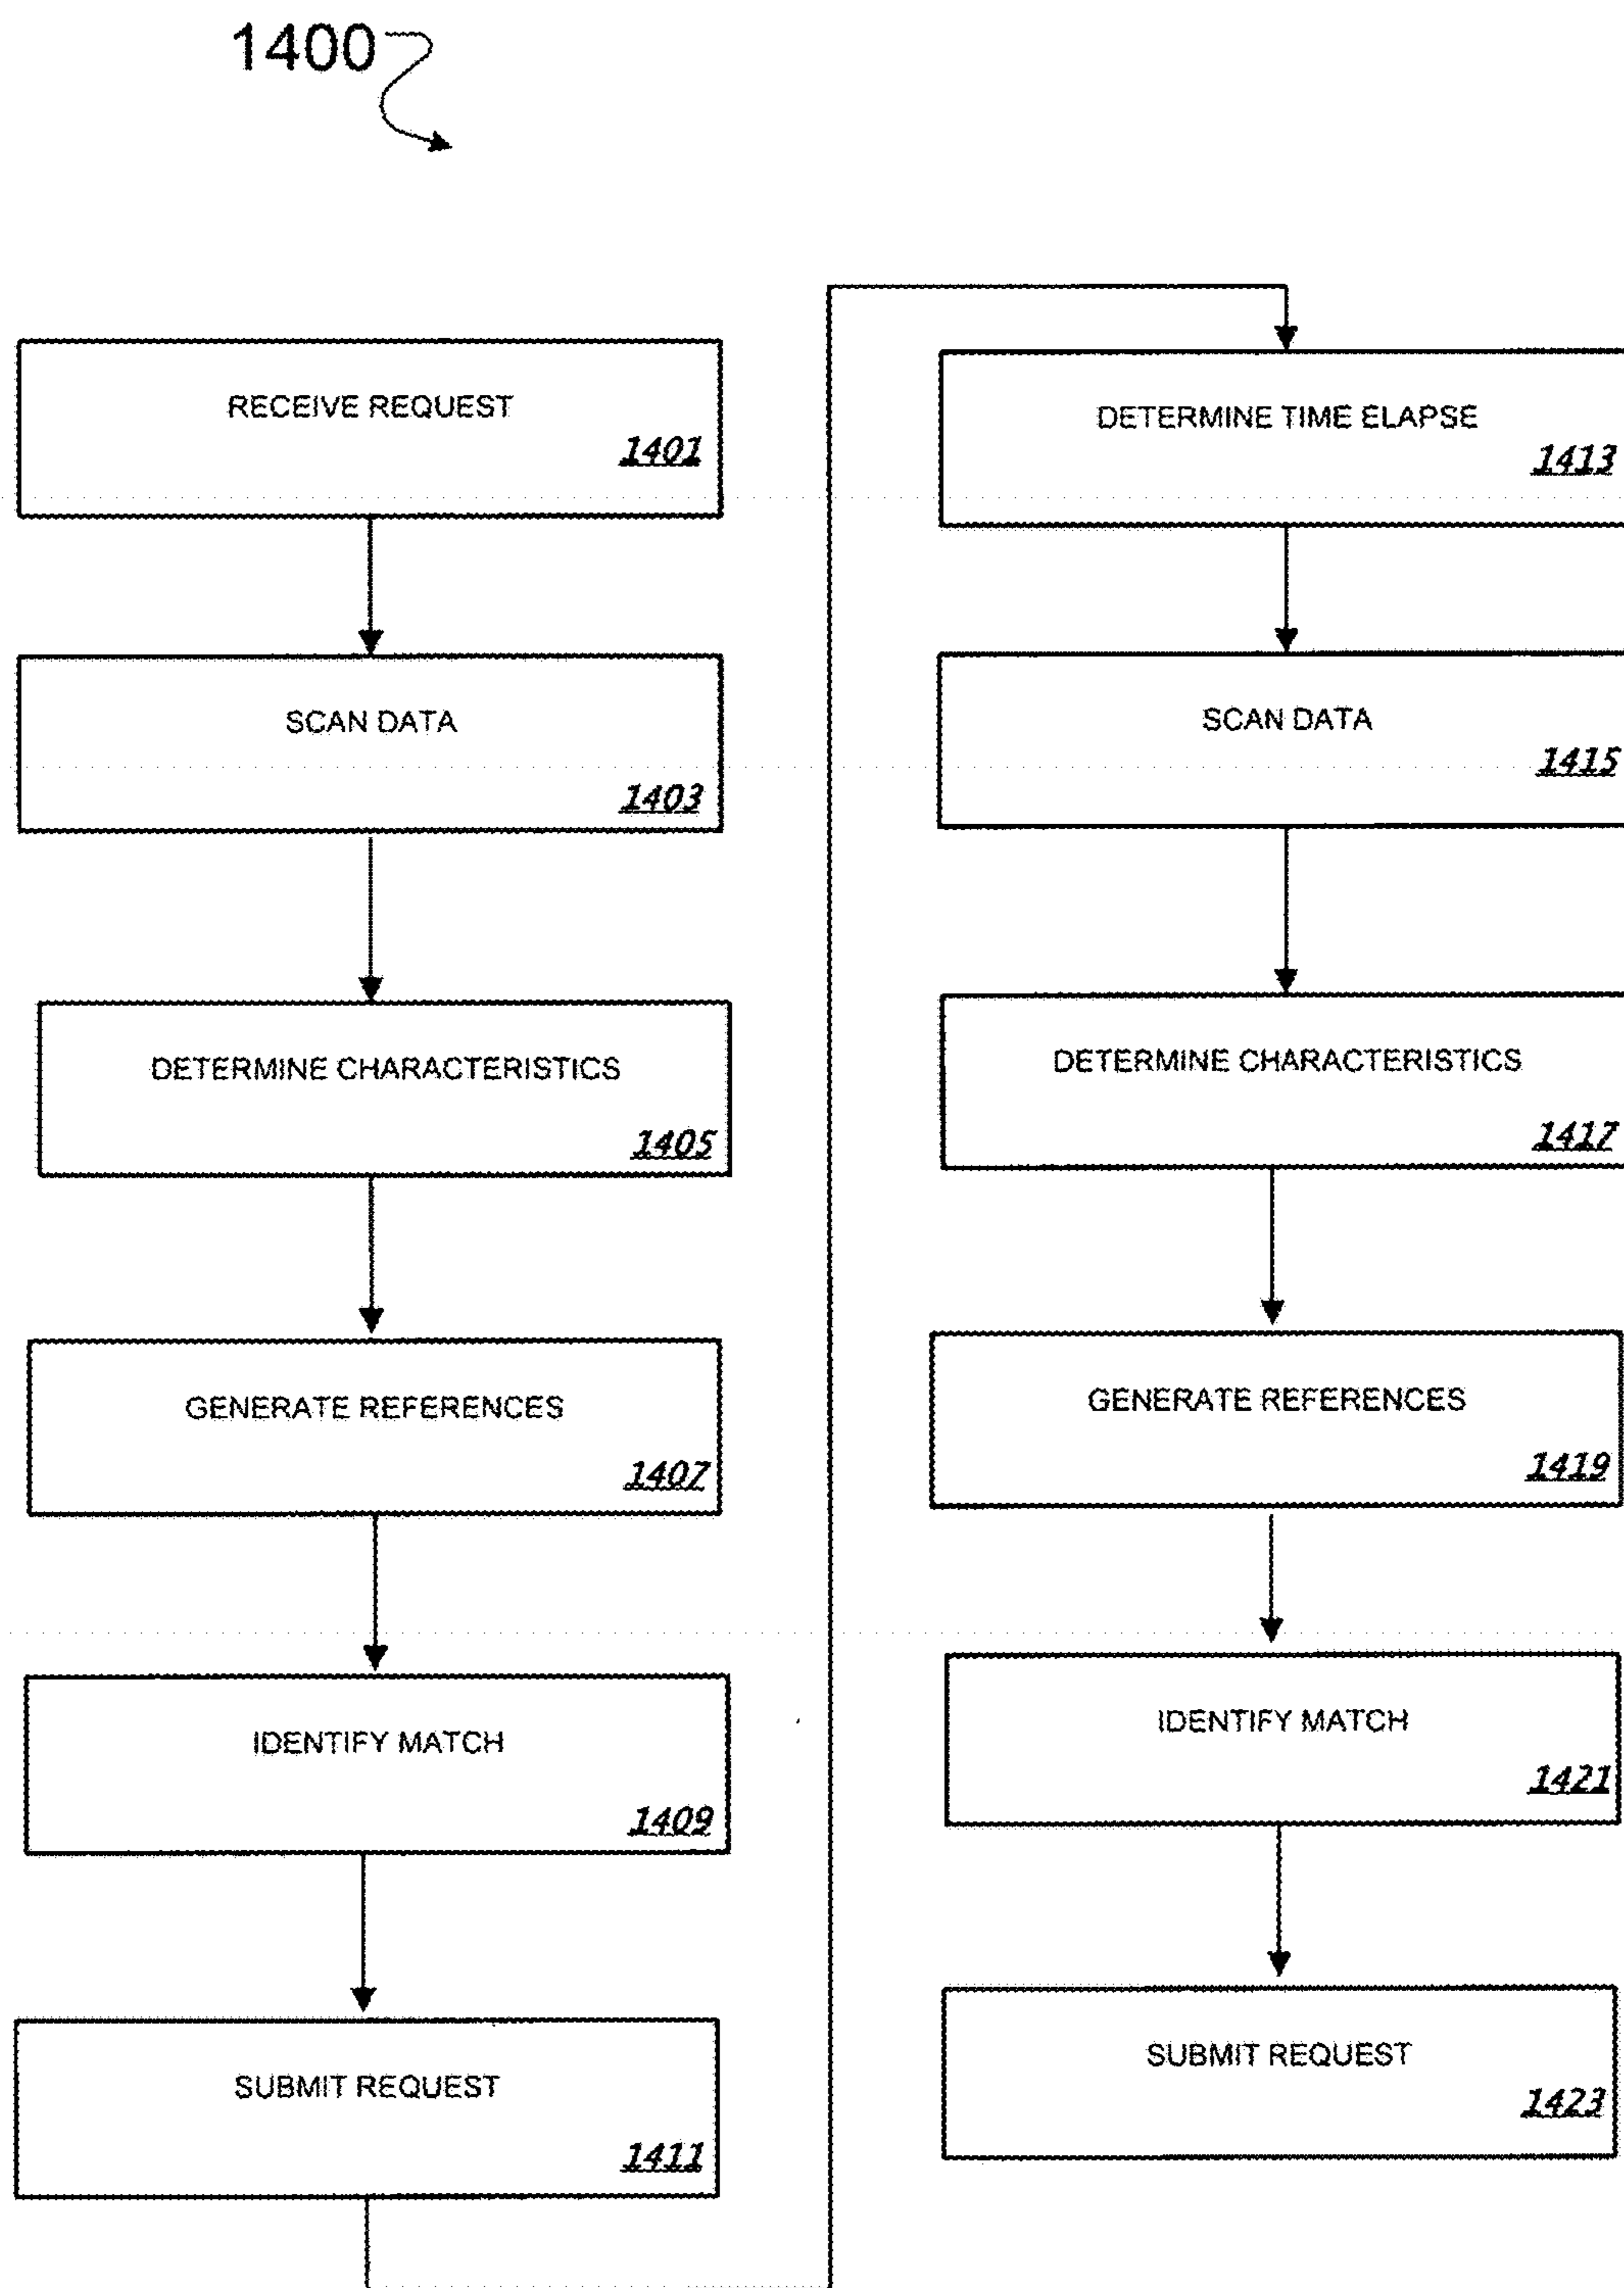 1400
RECEIVE REQUEST
1401
SCAN DATA
1403
DETERMINE CHARACTERISTICS
1405
GENERATE REFERENCES
1407
IDENTIFY MATCH
1409
SUBMIT REQUEST
1411
DETERMINE TIME ELAPSE
1413
SCAN DATA
1415
DETERMINE CHARACTERISTICS
1417
GENERATE REFERENCES
1419
IDENTIFY MATCH
1421
SUBMIT REQUEST
1423